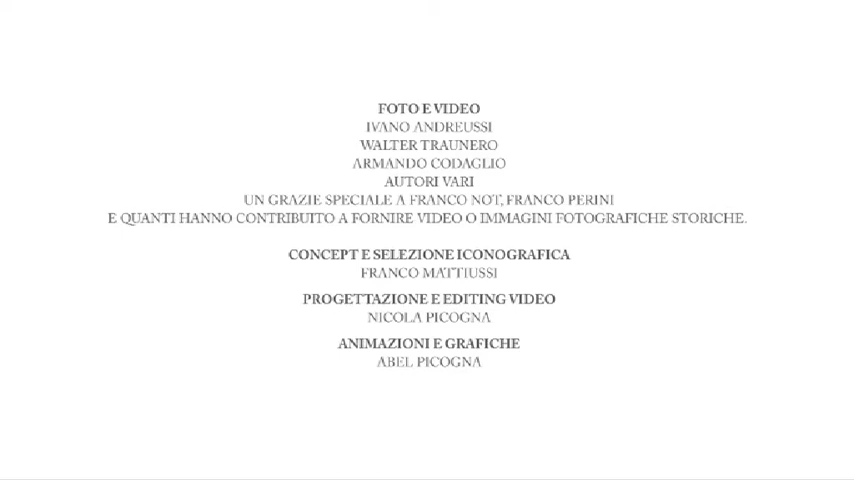 FOTO E VIDEO
IVANO ANDREUSSI
WALTER TRAUNERO
ARMANDO CODAGLIO
AUTORI VARI
UN GRAZIE SPECIALE A FRANCO NOT, FRANCO PERINI
E QUANTI HANNO CONTRIBUITO A FORNIRE VIDEO O IMMAGINI FOTOGRAFICHE STORICHE.
CONCEPT E SELEZIONE ICONOGRAFICA
FRANCO MATTIUSSI
PROGETTAZIONE E EDITING VIDEO
NICOLA PICOGNA
ANIMAZIONI E GRAFICHE
ABEL PICOGNA